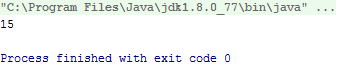 "C:\Program Files\Java\jdk1.8.0_77\bin\java" ...
15
Process finished with exit code 0